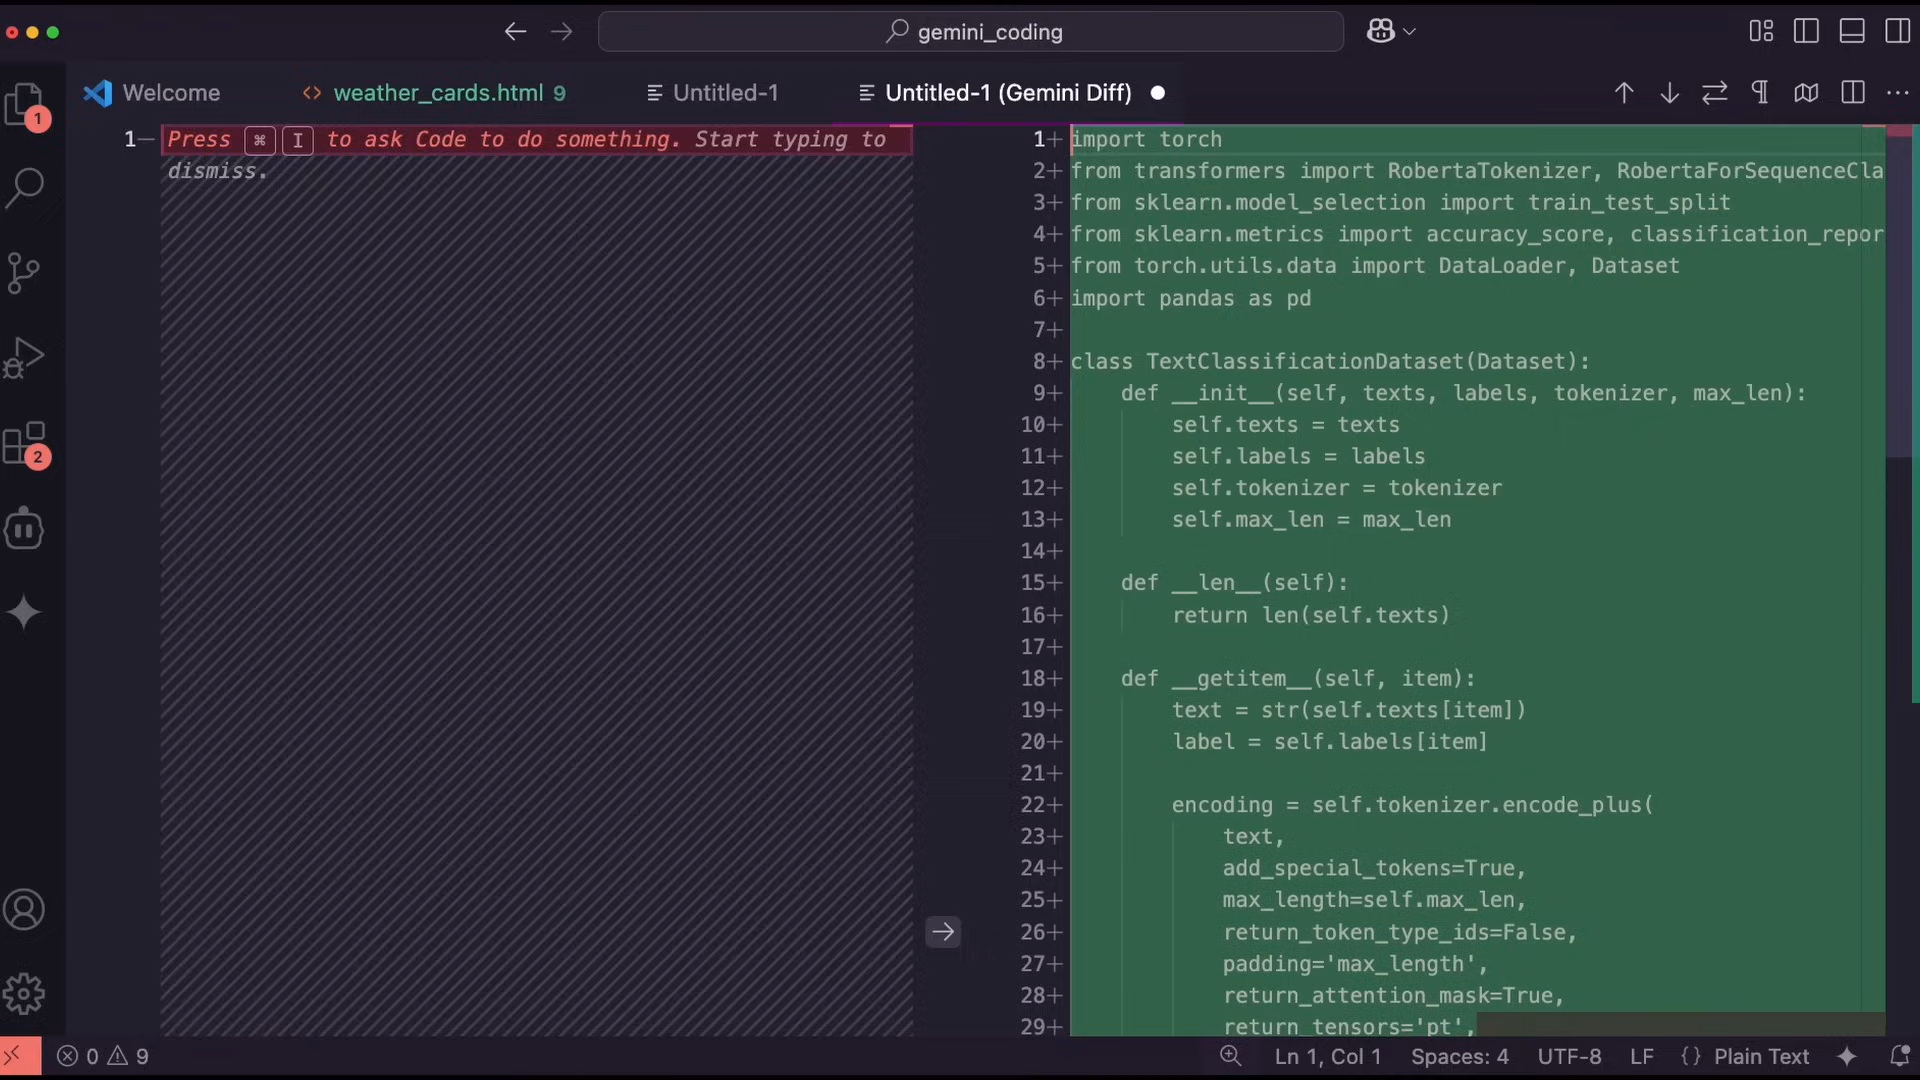 gemini_coding
Welcome
weather_cards.html 9
Untitled-1
Untitled-1 (Gemini Diff)
1
2
1— Press ⌘ I to ask Code to do something. Start typing to
dismiss.
1+ import torch
2+ from transformers import RobertaTokenizer, RobertaForSequenceCla
3+ from sklearn.model_selection import train_test_split
4+ from sklearn.metrics import accuracy_score, classification_repor
5+ from torch.utils.data import DataLoader, Dataset
6+ import pandas as pd
7+
8+ class TextClassificationDataset(Dataset):
9+ def __init__(self, texts, labels, tokenizer, max_len):
10+ self.texts = texts
11+ self.labels = labels
12+ self.tokenizer = tokenizer
13+ self.max_len = max_len
14+
15+ def __len__(self):
16+ return len(self.texts)
17+
18+ def __getitem__(self, item):
19+ text = str(self.texts[item])
20+ label = self.labels[item]
21+
22+ encoding = self.tokenizer.encode_plus(
23+ text,
24+ add_special_tokens=True,
25+ max_length=self.max_len,
26+ return_token_type_ids=False,
27+ padding='max_length',
28+ return_attention_mask=True,
29+ return_tensors='pt',
0 9
Ln 1, Col 1 Spaces: 4 UTF-8 LF {} Plain Text